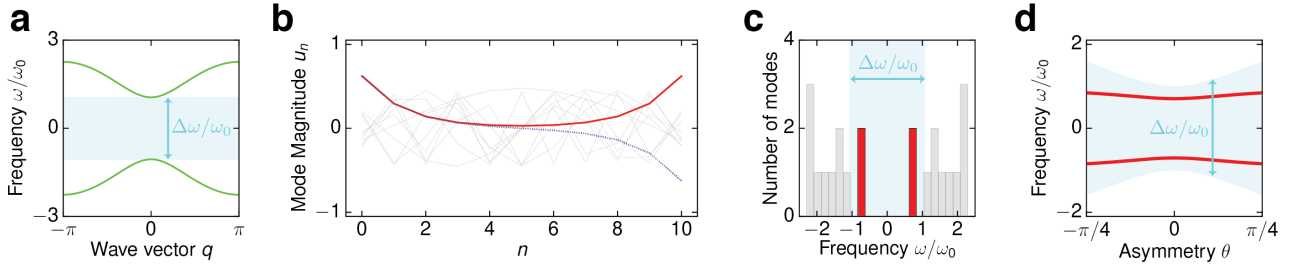 a
3
0
−3
Frequency ω/ω₀
Δω/ω₀
−π 0 π
Wave vector q
b
1
0
−1
Mode Magnitude uₙ
0 2 4 6 8 10
n
c
4
2
0
Number of modes
Δω/ω₀
−2 −1 0 1 2
Frequency ω/ω₀
d
2
0
−2
Frequency ω/ω₀
Δω/ω₀
−π/4 0 π/4
Asymmetry θ